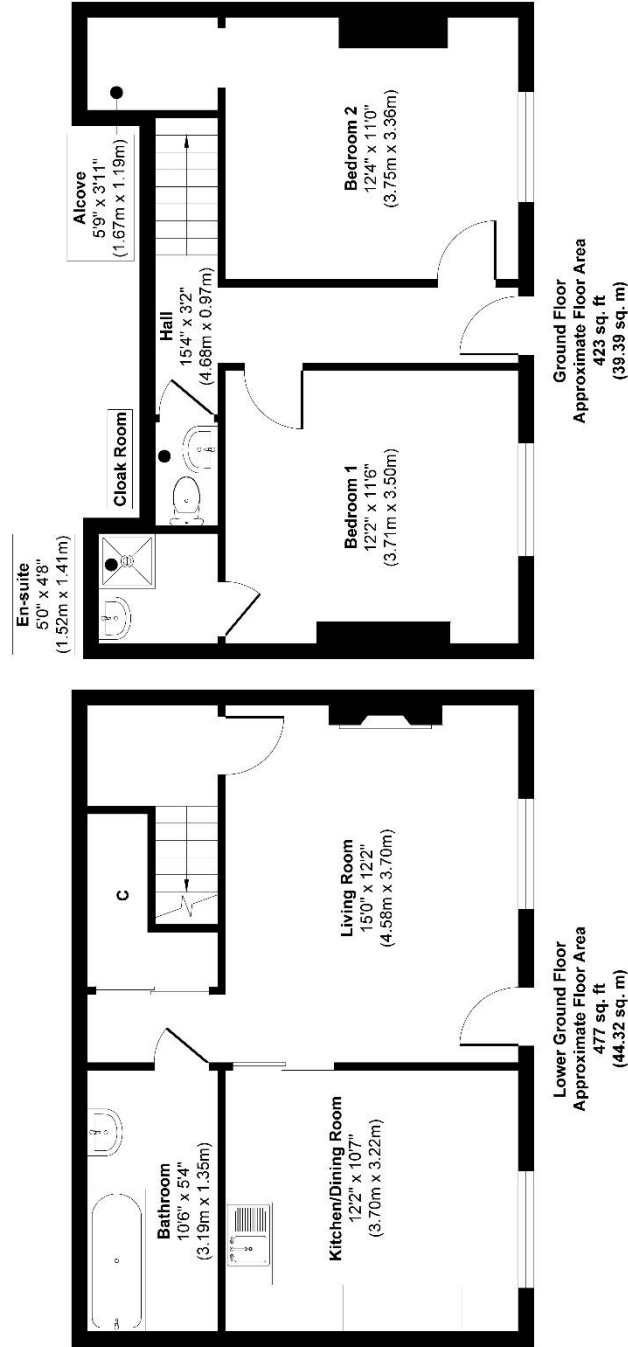 Bathroom
10'6" x 5'4"
(3.19m x 1.35m)
C
Kitchen/Dining Room
12'2" x 10'7"
(3.70m x 3.22m)
Living Room
15'0" x 12'2"
(4.58m x 3.70m)
Lower Ground Floor
Approximate Floor Area
477 sq. ft
(44.32 sq. m)
En-suite
5'0" x 4'8"
(1.52m x 1.41m)
Cloak Room
Alcove
5'9" x 3'11"
(1.67m x 1.19m)
Hall
15'4" x 3'2"
(4.68m x 0.97m)
Bedroom 1
12'2" x 11'6"
(3.71m x 3.50m)
Bedroom 2
12'4" x 11'0"
(3.75m x 3.36m)
Ground Floor
Approximate Floor Area
423 sq. ft
(39.39 sq. m)